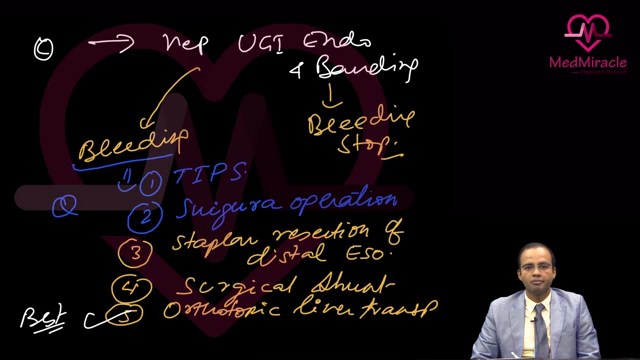 C → Rep UGI Endo
& Banding
Bleeding
Stop.
Bleeding
Q
① TIPS.
② Suigura operation
③ Staplar resection of
distal ESO.
④ Surgical Shunt
Best ⑤ Orthotopic liver transp
MedMiracle